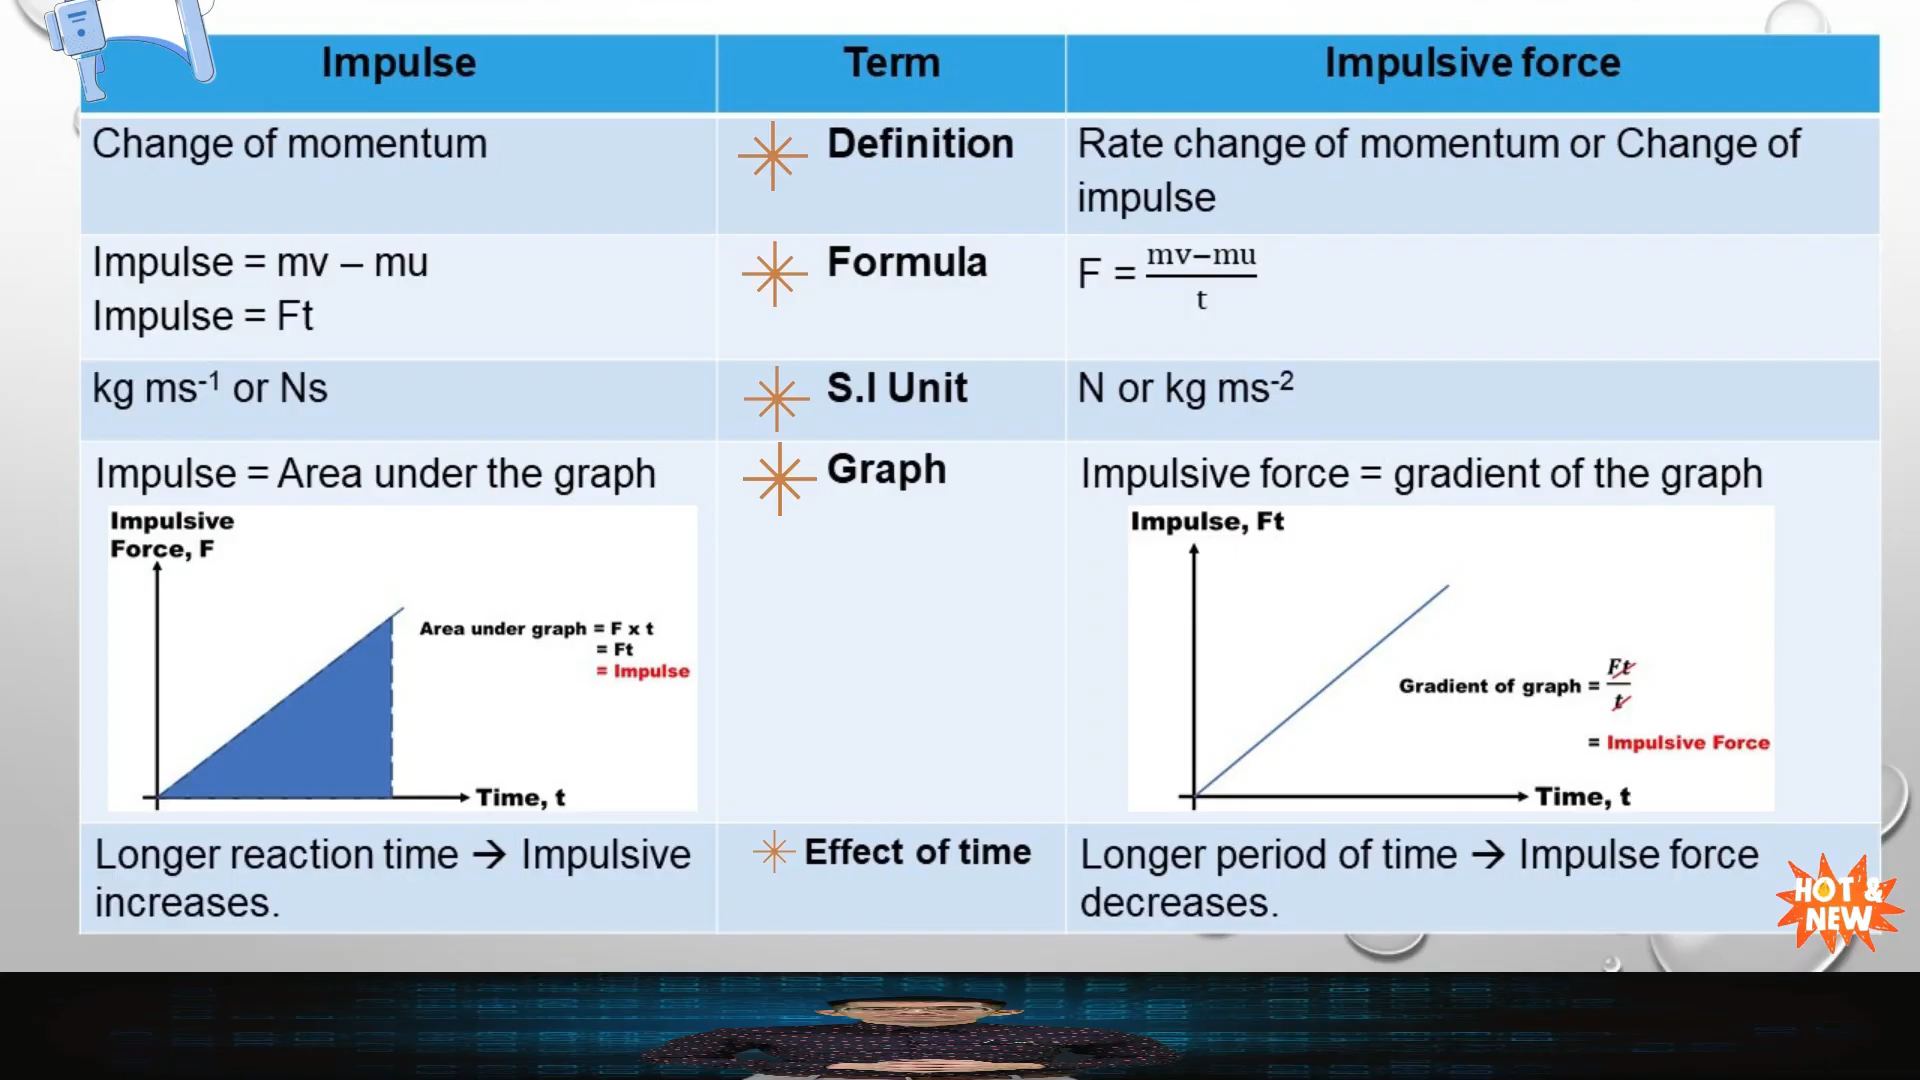 Impulse
Term
Impulsive force
Change of momentum
Definition
Rate change of momentum or Change of
impulse
Impulse = mv – mu
Impulse = Ft
Formula
F = mv−mu
t
kg ms-1 or Ns
S.I Unit
N or kg ms-2
Impulse = Area under the graph
Graph
Impulsive force = gradient of the graph
Impulsive
Force, F
Area under graph = F x t
= Ft
= Impulse
Time, t
Impulse, Ft
Gradient of graph = Ft
t
= Impulsive Force
Time, t
Longer reaction time → Impulsive
increases.
Effect of time
Longer period of time → Impulse force
decreases.
HOT &
NEW